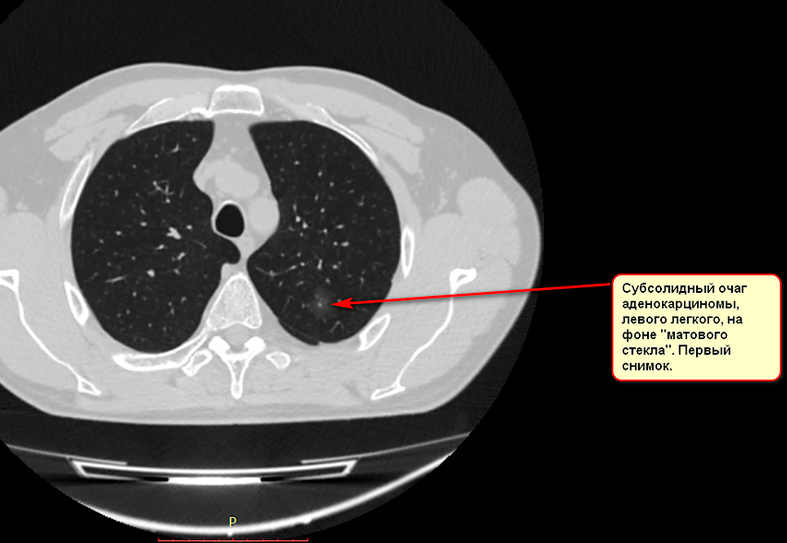 Субсолидный очаг
аденокарциномы,
левого легкого, на
фоне "матового
стекла". Первый
снимок.
P